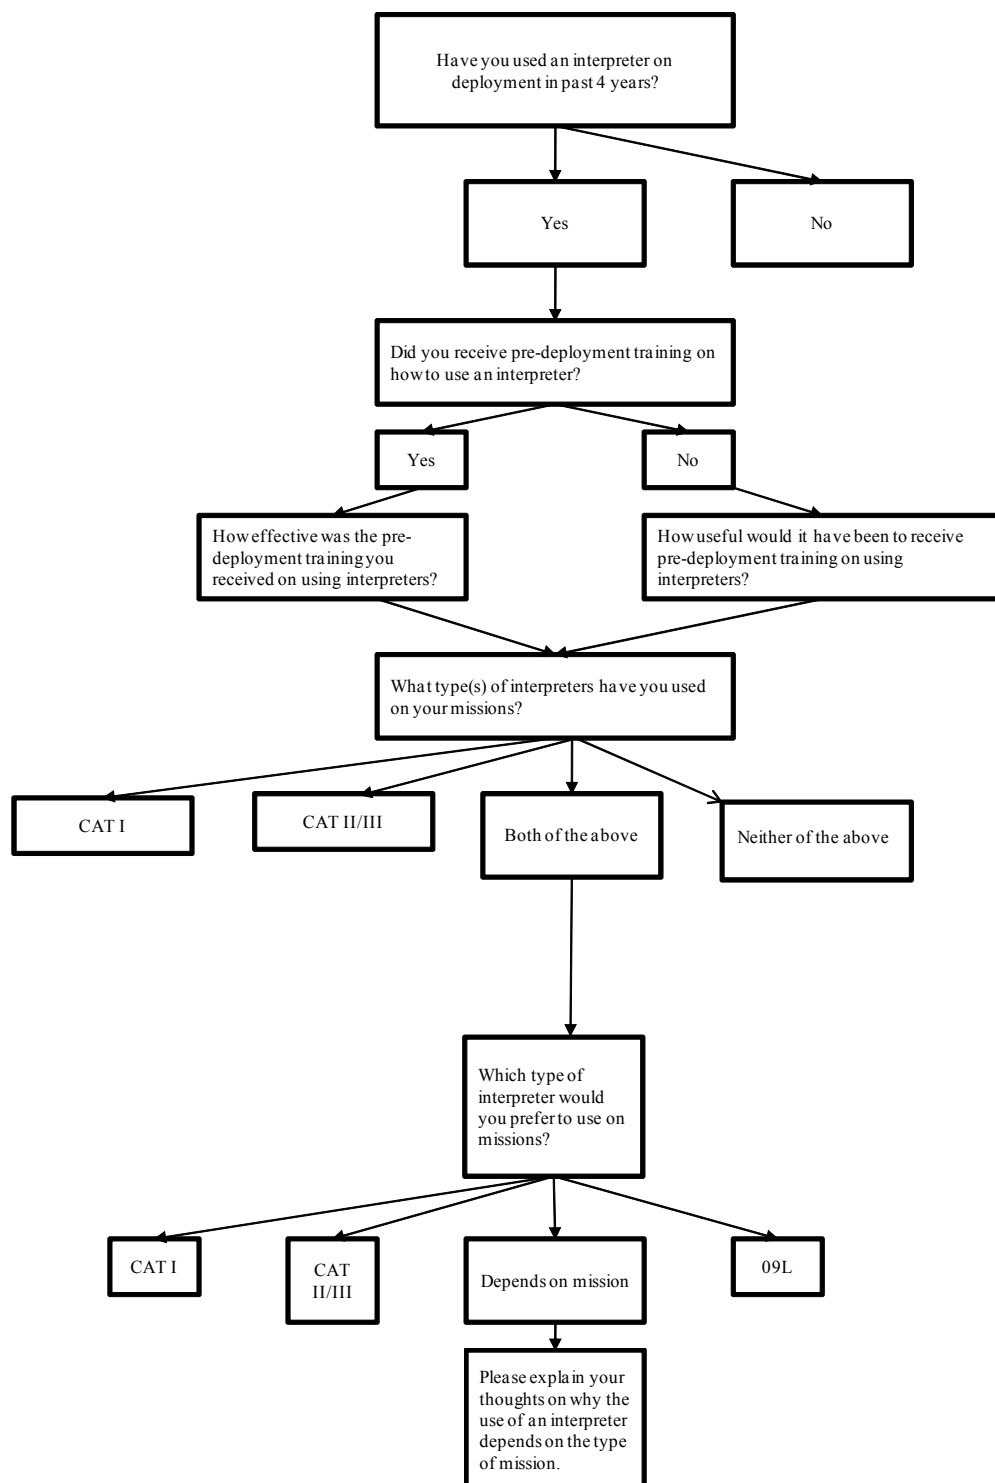 Have you used an interpreter on
deployment in past 4 years?
Yes
No
Did you receive pre-deployment training on
how to use an interpreter?
Yes
No
How effective was the pre-
deployment training you
received on using interpreters?
How useful would it have been to receive
pre-deployment training on using
interpreters?
What type(s) of interpreters have you used
on your missions?
CAT I
CAT II/III
Both of the above
Neither of the above
Which type of
interpreter would
you prefer to use on
missions?
CAT I
CAT
II/III
Depends on mission
09L
Please explain your
thoughts on why the
use of an interpreter
depends on the type
of mission.